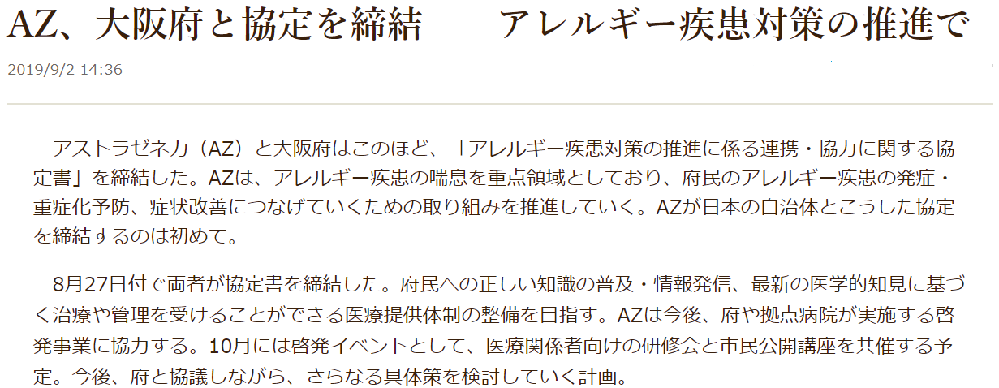 AZ、大阪府と協定を締結　　アレルギー疾患対策の推進で
2019/9/2 14:36
　アストラゼネカ（AZ）と大阪府はこのほど、「アレルギー疾患対策の推進に係る連携・協力に関する協
定書」を締結した。AZは、アレルギー疾患の喘息を重点領域としており、府民のアレルギー疾患の発症・
重症化予防、症状改善につなげていくための取り組みを推進していく。AZが日本の自治体とこうした協定
を締結するのは初めて。
　8月27日付で両者が協定書を締結した。府民への正しい知識の普及・情報発信、最新の医学的知見に基づ
く治療や管理を受けることができる医療提供体制の整備を目指す。AZは今後、府や拠点病院が実施する啓
発事業に協力する。10月には啓発イベントとして、医療関係者向けの研修会と市民公開講座を共催する予
定。今後、府と協議しながら、さらなる具体策を検討していく計画。